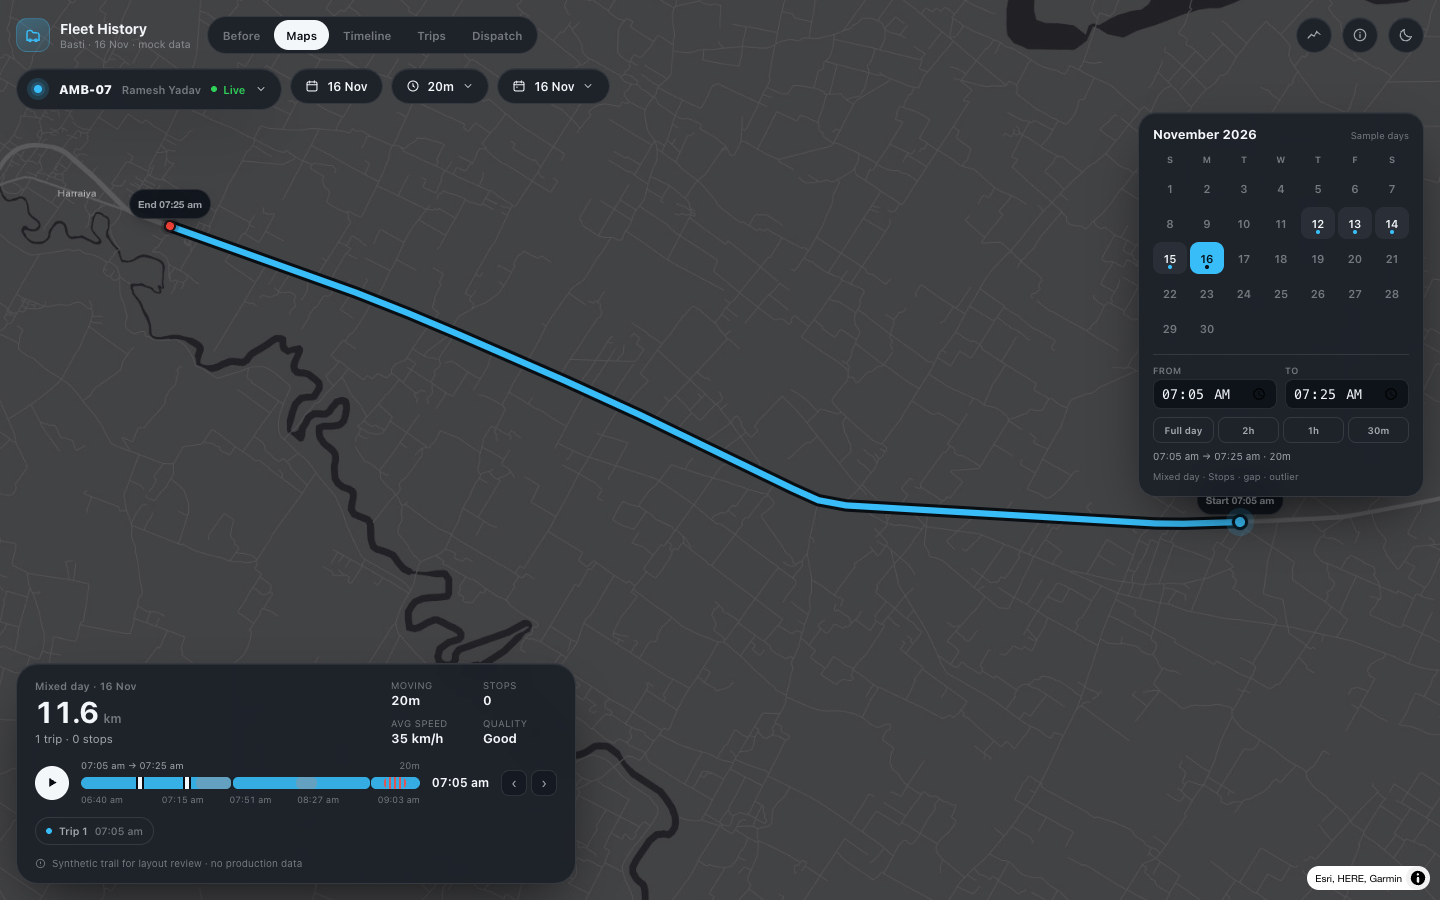 Fleet History
Basti · 16 Nov · mock data
Before
Maps
Timeline
Trips
Dispatch
AMB-07 Ramesh Yadav Live
16 Nov
20m
16 Nov
Harraiya
End 07:25 am
November 2026
Sample days
S M T W T F S
1 2 3 4 5 6 7
8 9 10 11 12 13 14
15 16 17 18 19 20 21
22 23 24 25 26 27 28
29 30
FROM TO
07:05 AM 07:25 AM
Full day 2h 1h 30m
07:05 am → 07:25 am · 20m
Mixed day · Stops · gap · outlier
Start 07:05 am
Mixed day · 16 Nov
11.6 km
1 trip · 0 stops
MOVING STOPS
20m 0
AVG SPEED QUALITY
35 km/h Good
07:05 am → 07:25 am 20m
07:05 am
06:40 am 07:15 am 07:51 am 08:27 am 09:03 am
Trip 1 07:05 am
Synthetic trail for layout review · no production data
Esri, HERE, Garmin